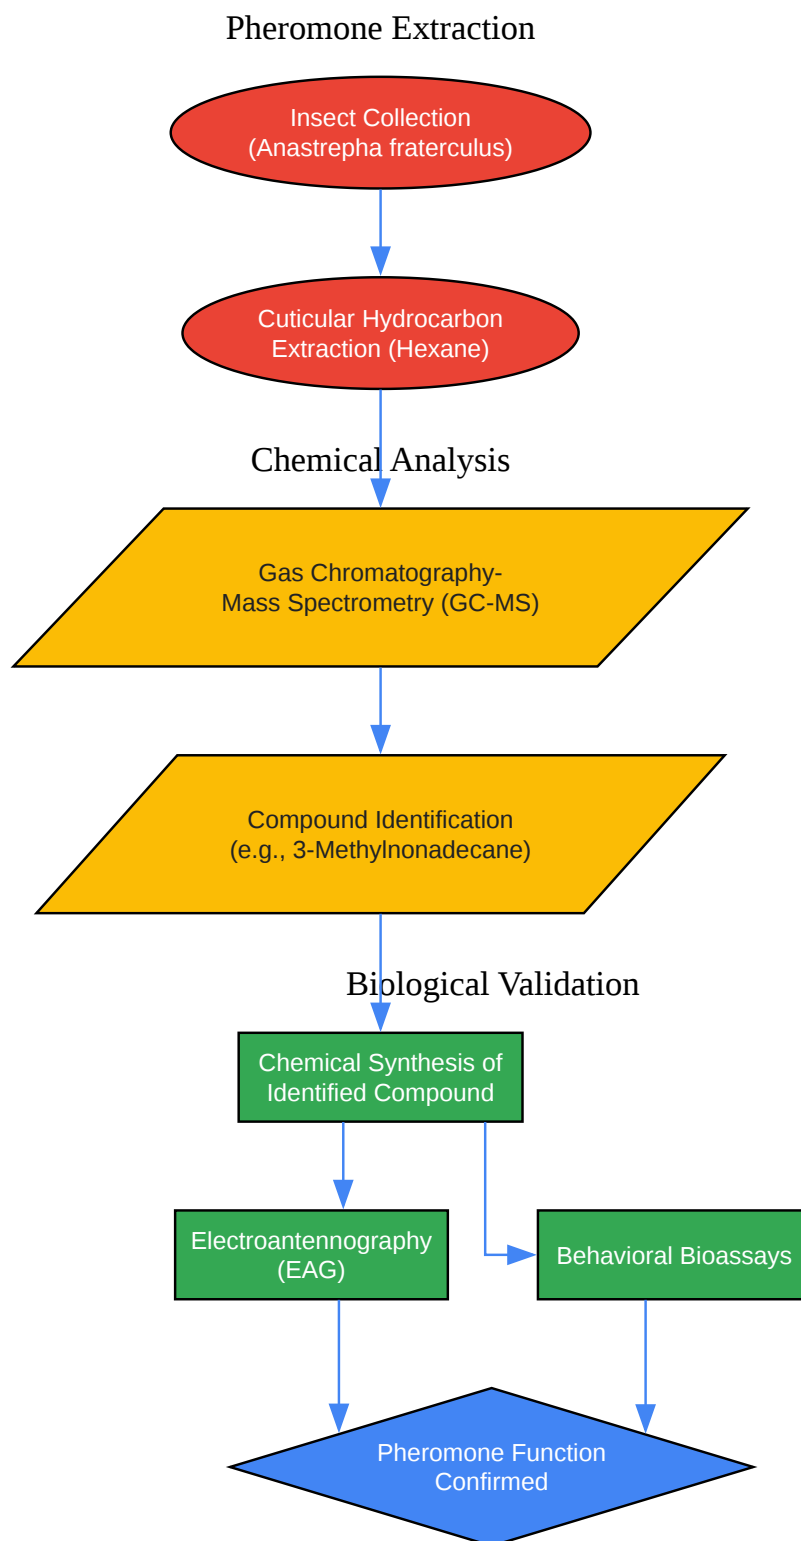 Pheromone Extraction
Insect Collection
(Anastrepha fraterculus)
Cuticular Hydrocarbon
Extraction (Hexane)
Chemical Analysis
Gas Chromatography-
Mass Spectrometry (GC-MS)
Compound Identification
(e.g., 3-Methylnonadecane)
Biological Validation
Chemical Synthesis of
Identified Compound
Electroantennography
(EAG)
Behavioral Bioassays
Pheromone Function
Confirmed